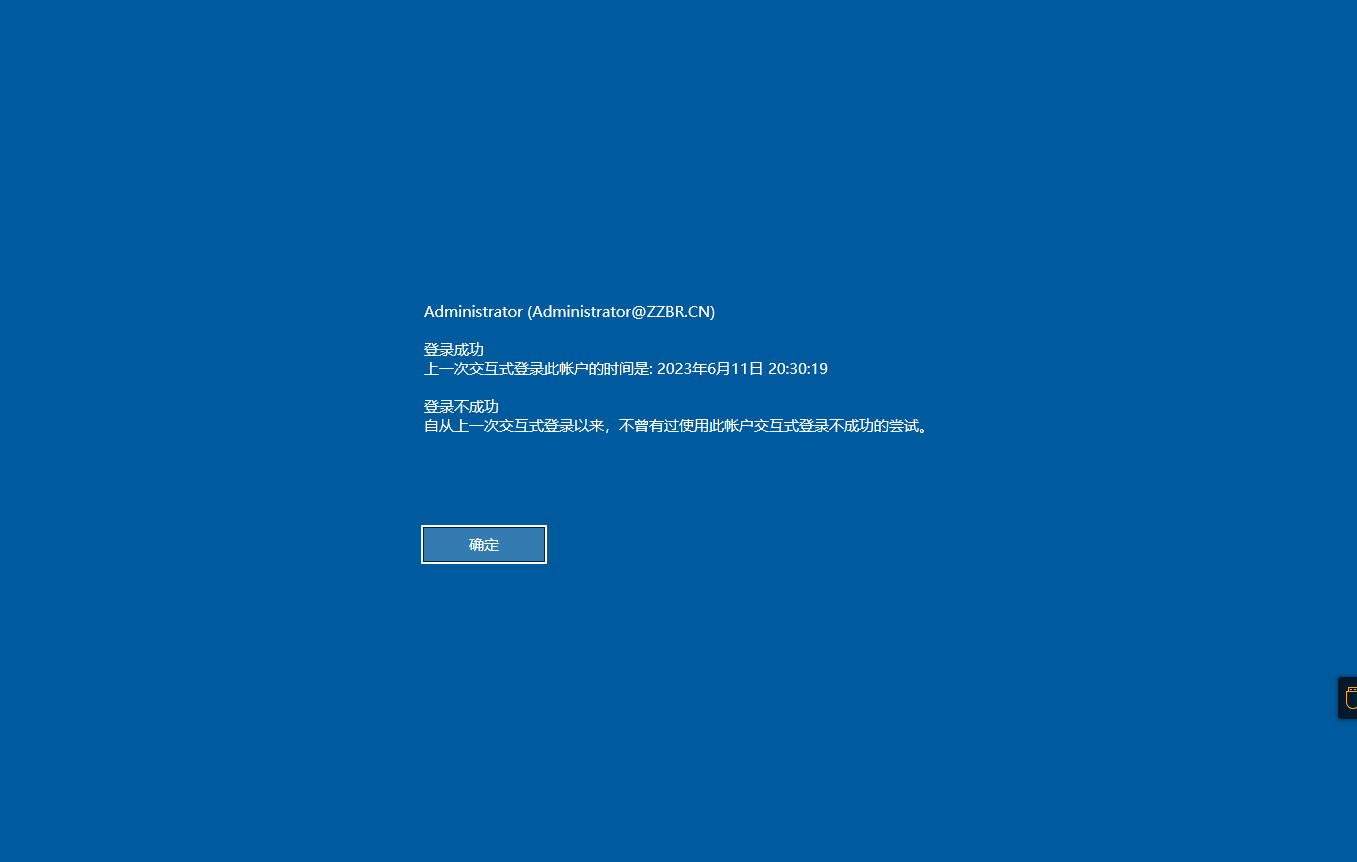 Administrator (Administrator@ZZBR.CN)
登录成功
上一次交互式登录此帐户的时间是: 2023年6月11日 20:30:19
登录不成功
自从上一次交互式登录以来，不曾有过使用此帐户交互式登录不成功的尝试。
确定